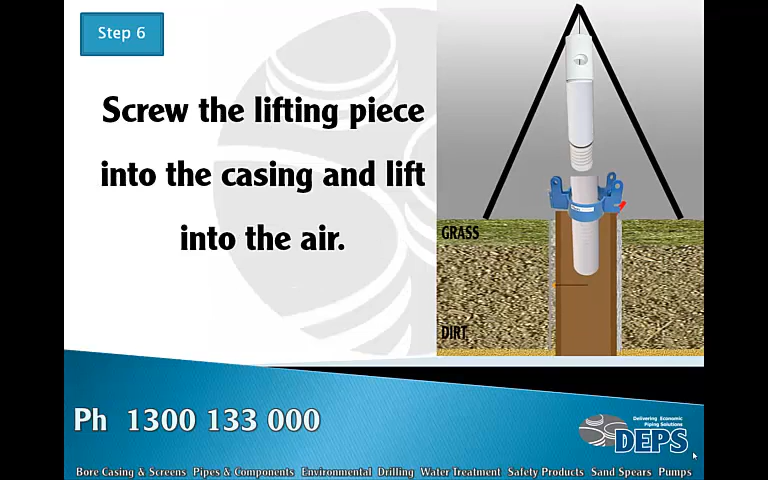 Step 6
Screw the lifting piece
into the casing and lift
into the air.
GRASS
DIRT
Ph 1300 133 000
Delivering Economic
Piping Solutions
DEPS
Bore Casing & Screens Pipes & Components Environmental Drilling Water Treatment Safety Products Sand Spears Pumps